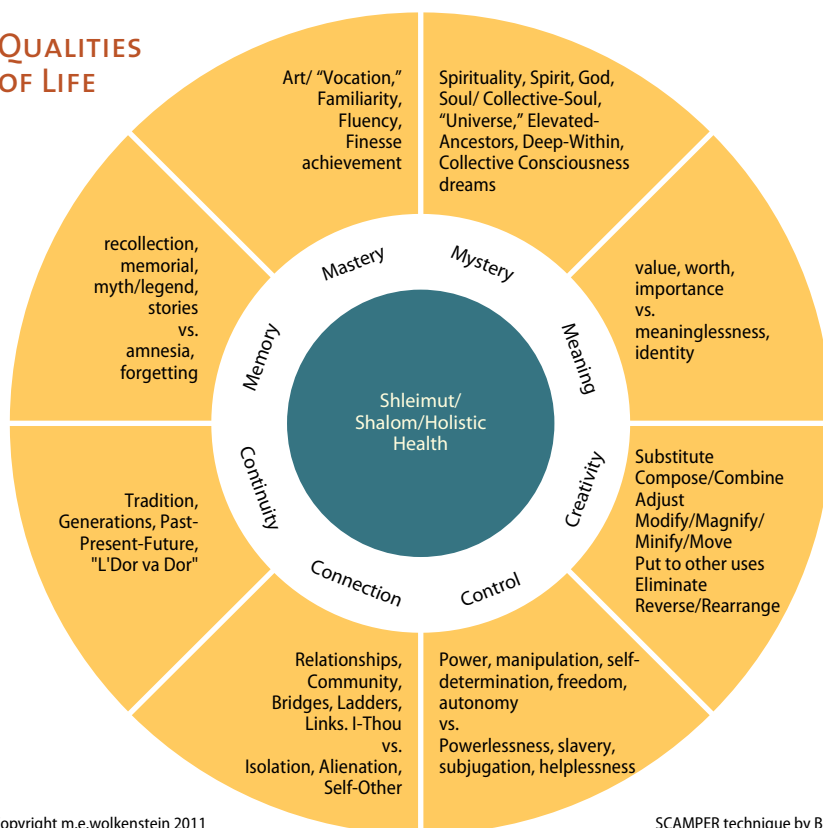 QUALITIES
OF LIFE
Art/ “Vocation,”
Familiarity,
Fluency,
Finesse
achievement
Spirituality, Spirit, God,
Soul/ Collective-Soul,
“Universe,” Elevated-
Ancestors, Deep-Within,
Collective Consciousness
dreams
recollection,
memorial,
myth/legend,
stories
vs.
amnesia,
forgetting
value, worth,
importance
vs.
meaninglessness,
identity
Mastery
Mystery
Memory
Meaning
Shleimut/
Shalom/Holistic
Health
Continuity
Creativity
Connection
Control
Tradition,
Generations, Past-
Present-Future,
"L'Dor va Dor"
Substitute
Compose/Combine
Adjust
Modify/Magnify/
Minify/Move
Put to other uses
Eliminate
Reverse/Rearrange
Relationships,
Community,
Bridges, Ladders,
Links. I-Thou
vs.
Isolation, Alienation,
Self-Other
Power, manipulation, self-
determination, freedom,
autonomy
vs.
Powerlessness, slavery,
subjugation, helplessness
opyright m.e.wolkenstein 2011
SCAMPER technique by B